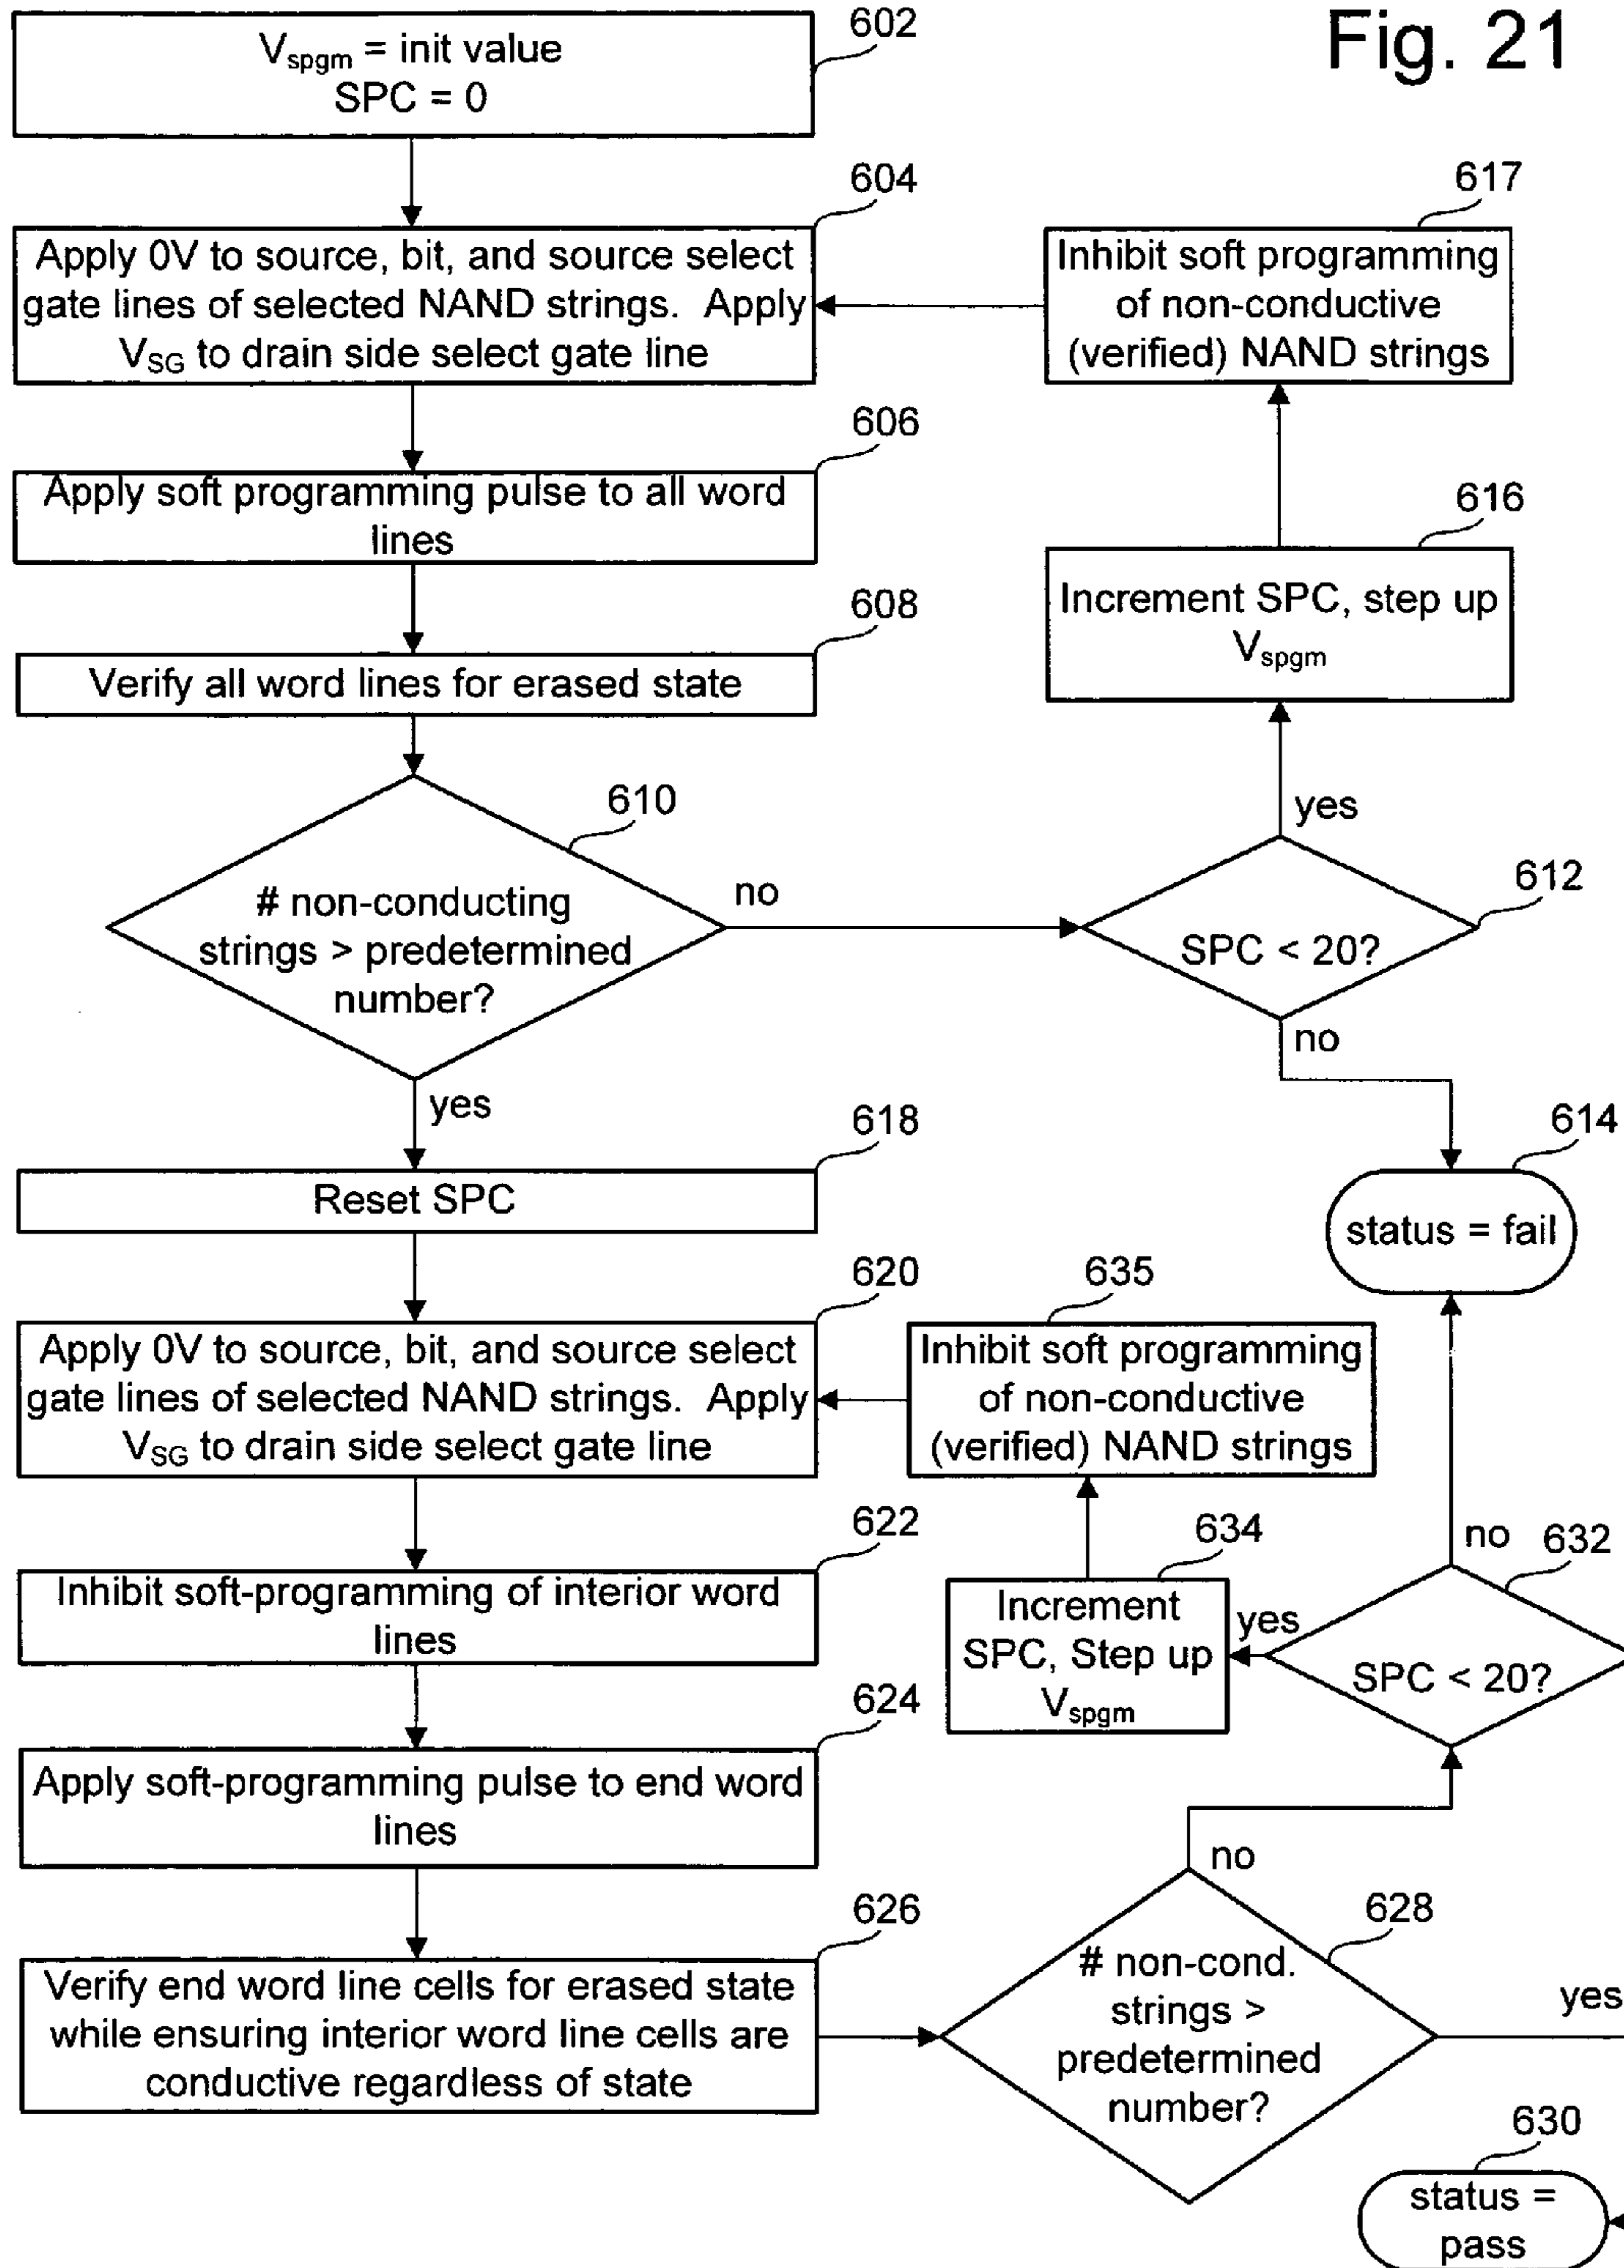 Fig. 21
602
Vspgm = init value
SPC = 0
604
Apply 0V to source, bit, and source select
gate lines of selected NAND strings.  Apply
VSG to drain side select gate line
617
Inhibit soft programming
of non-conductive
(verified) NAND strings
606
Apply soft programming pulse to all word
lines
616
Increment SPC, step up
Vspgm
608
Verify all word lines for erased state
yes
610
# non-conducting
strings > predetermined
number?
no
612
SPC < 20?
no
yes
618
Reset SPC
614
status = fail
620
Apply 0V to source, bit, and source select
gate lines of selected NAND strings.  Apply
VSG to drain side select gate line
635
Inhibit soft programming
of non-conductive
(verified) NAND strings
622
Inhibit soft-programming of interior word
lines
634
Increment
SPC, Step up
Vspgm
yes
no
632
SPC < 20?
624
Apply soft-programming pulse to end word
lines
no
626
Verify end word line cells for erased state
while ensuring interior word line cells are
conductive regardless of state
628
# non-cond.
strings >
predetermined
number?
yes
630
status =
pass